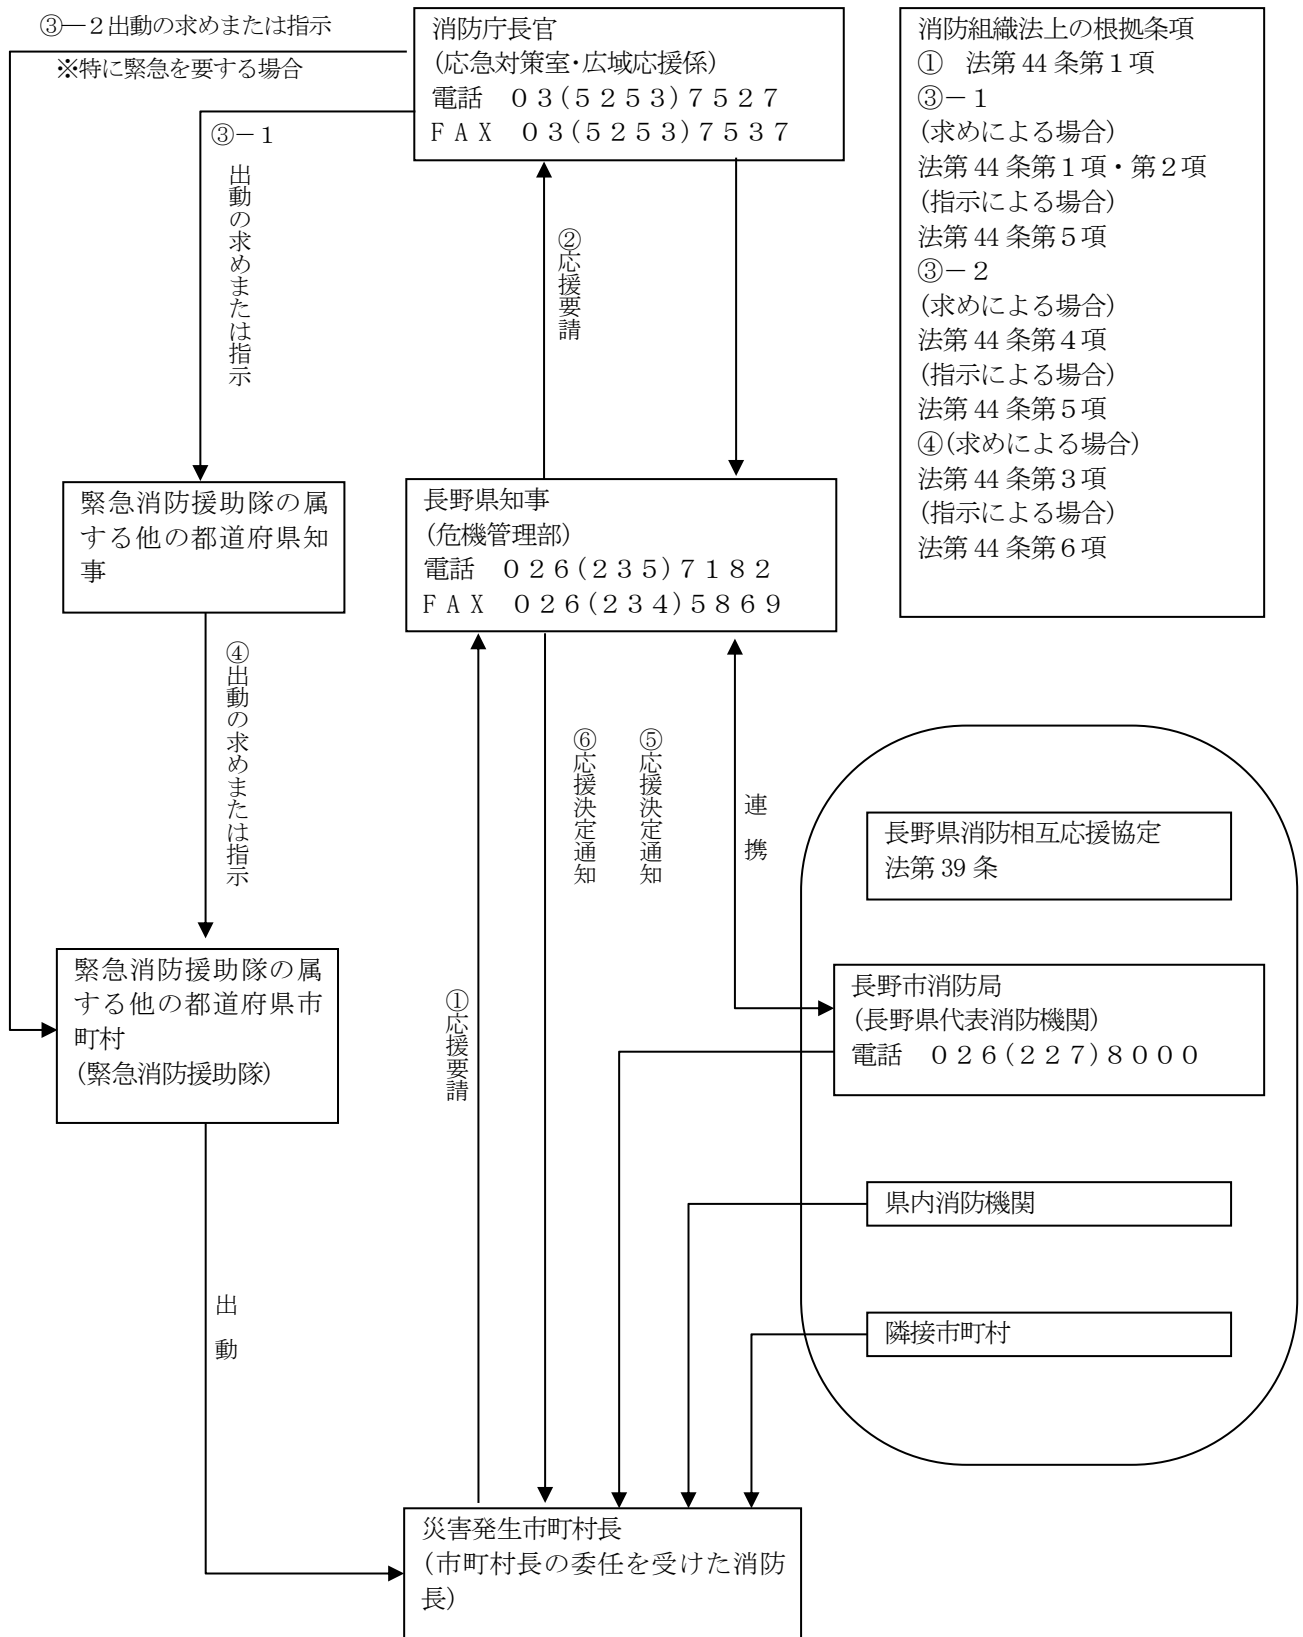 ③―2出動の求めまたは指示
※特に緊急を要する場合
消防庁長官
(応急対策室・広域応援係)
電話　03(5253)7527
FAX　03(5253)7537
消防組織法上の根拠条項
①　法第44条第1項
③－1
(求めによる場合)
法第44条第1項・第2項
(指示による場合)
法第44条第5項
③－2
(求めによる場合)
法第44条第4項
(指示による場合)
法第44条第5項
④(求めによる場合)
法第44条第3項
(指示による場合)
法第44条第6項
③－1
出動の求めまたは指示
②応援要請
緊急消防援助隊の属
する他の都道府県知
事
長野県知事
(危機管理部)
電話　026(235)7182
FAX　026(234)5869
④出動の求めまたは指示
⑥応援決定通知
⑤応援決定通知
連携
長野県消防相互応援協定
法第39条
緊急消防援助隊の属
する他の都道府県市
町村
(緊急消防援助隊)
①応援要請
長野市消防局
(長野県代表消防機関)
電話　026(227)8000
県内消防機関
出動
隣接市町村
災害発生市町村長
(市町村長の委任を受けた消防
長)